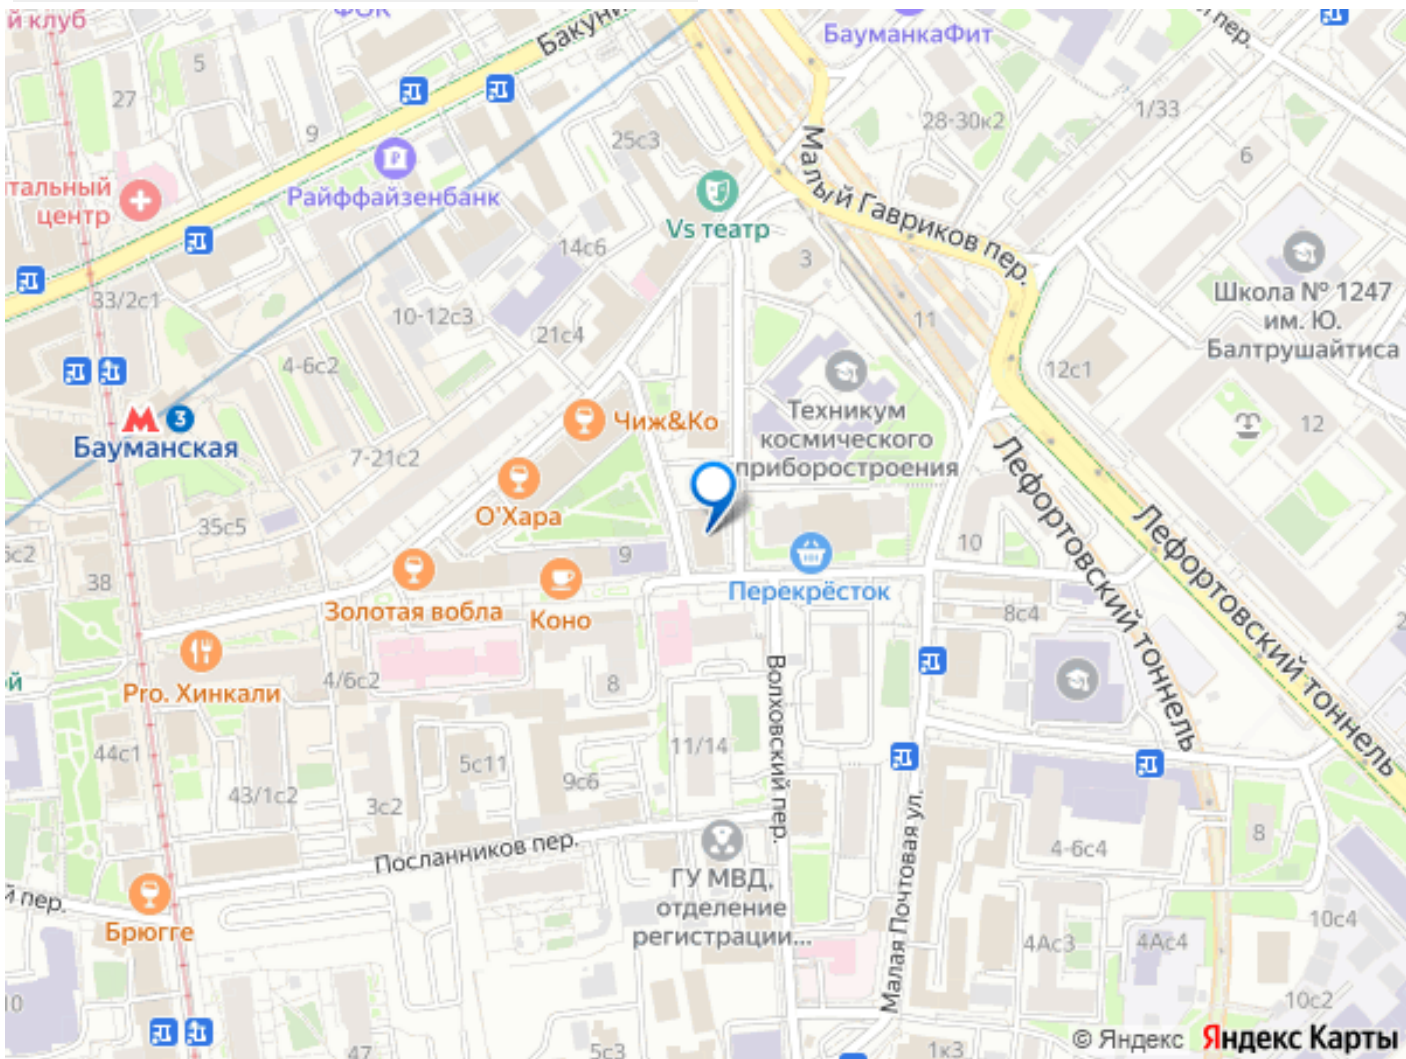 й клуб
ФОК
Бакуни
БауманкаФит
пер.
5
27
9
25с3
28-30к2
1/33
6
Малый Гавриков пер.
Райффайзенбанк
тальный
центр
Vs театр
14с6
3
Школа № 1247
им. Ю.
Балтрушайтиса
33/2с1
10-12с3
21с4
11
4-6с2
12с1
Техникум
космического
приборостроения
Чиж&Ко
12
М 3
Бауманская
7-21с2
О'Хара
35с5
Лефортовский тоннель
Лефортовский тоннель
6с2
38
9
10
Золотая вобла
Коно
Перекрёсток
8с4
2
ой
Pro. Хинкали
4/6с2
8
Волховский пер.
44с1
5с11
9с6
11/14
43/1с2
3с2
Посланников пер.
Малая Почтовая ул.
4-6с4
8
ГУ МВД,
отделение
регистрации...
й пер.
Брюгге
4Ас3
4Ас4
10с4
10
10с2
47
5с3
1к3
© Яндекс Яндекс Карты